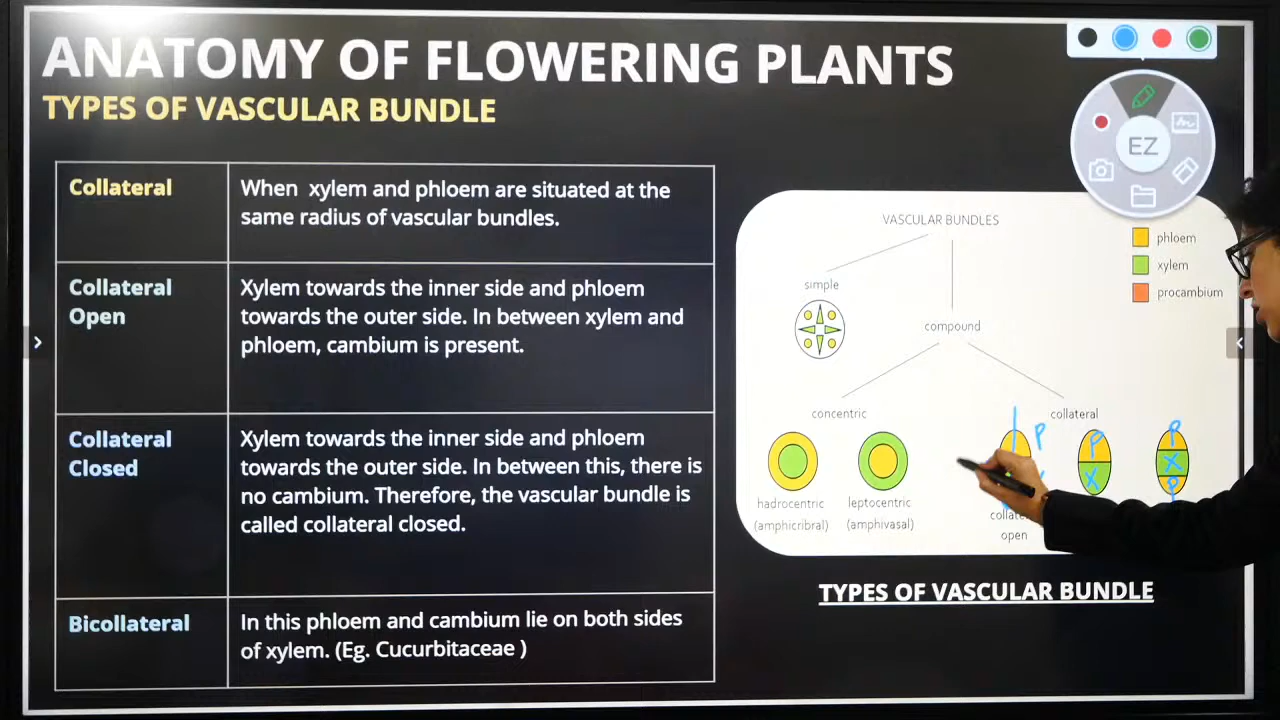 ANATOMY OF FLOWERING PLANTS
TYPES OF VASCULAR BUNDLE
Collateral
When xylem and phloem are situated at the
same radius of vascular bundles.
Collateral
Open
Xylem towards the inner side and phloem
towards the outer side. In between xylem and
phloem, cambium is present.
Collateral
Closed
Xylem towards the inner side and phloem
towards the outer side. In between this, there is
no cambium. Therefore, the vascular bundle is
called collateral closed.
Bicollateral
In this phloem and cambium lie on both sides
of xylem. (Eg. Cucurbitaceae )
EZ
VASCULAR BUNDLES
phloem
xylem
procambium
simple
compound
concentric
collateral
P
P
P
X
X
P
hadrocentric
(amphicribral)
leptocentric
(amphivasal)
open
TYPES OF VASCULAR BUNDLE